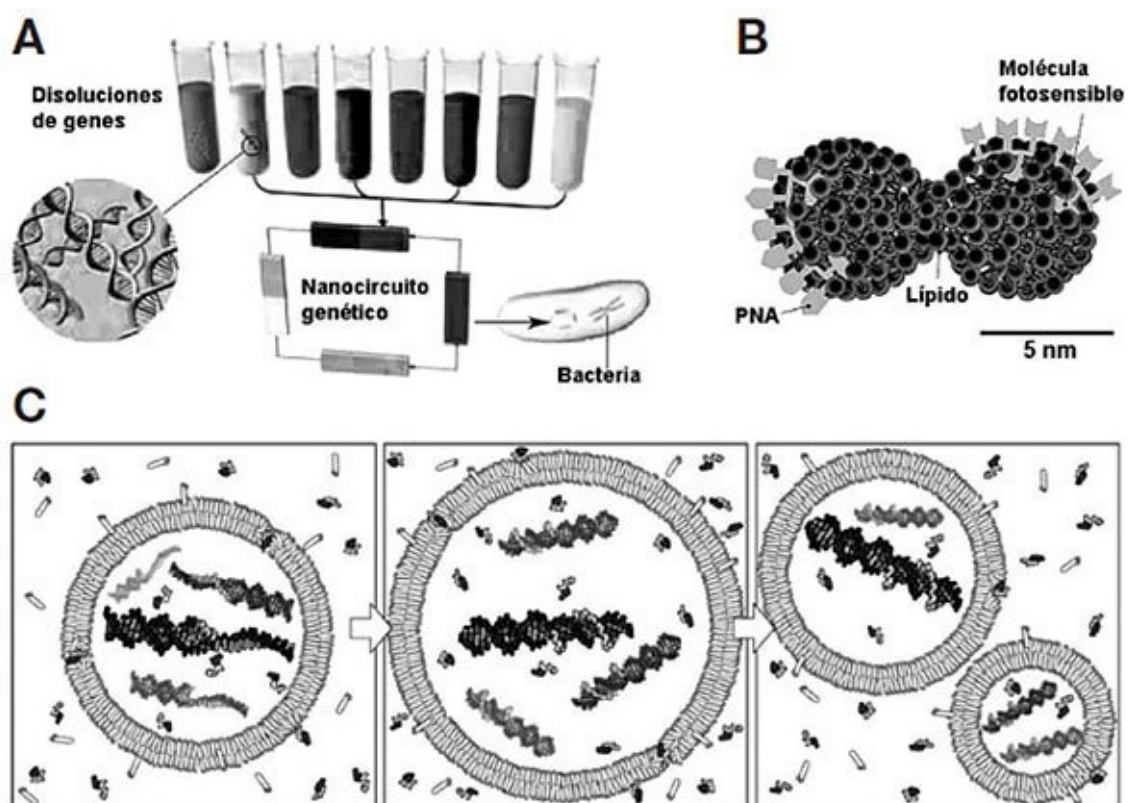 A
Disoluciones
de genes
Nanocircuito
genético
Bacteria
B
Molécula
fotosensible
PNA
Lípido
5 nm
C